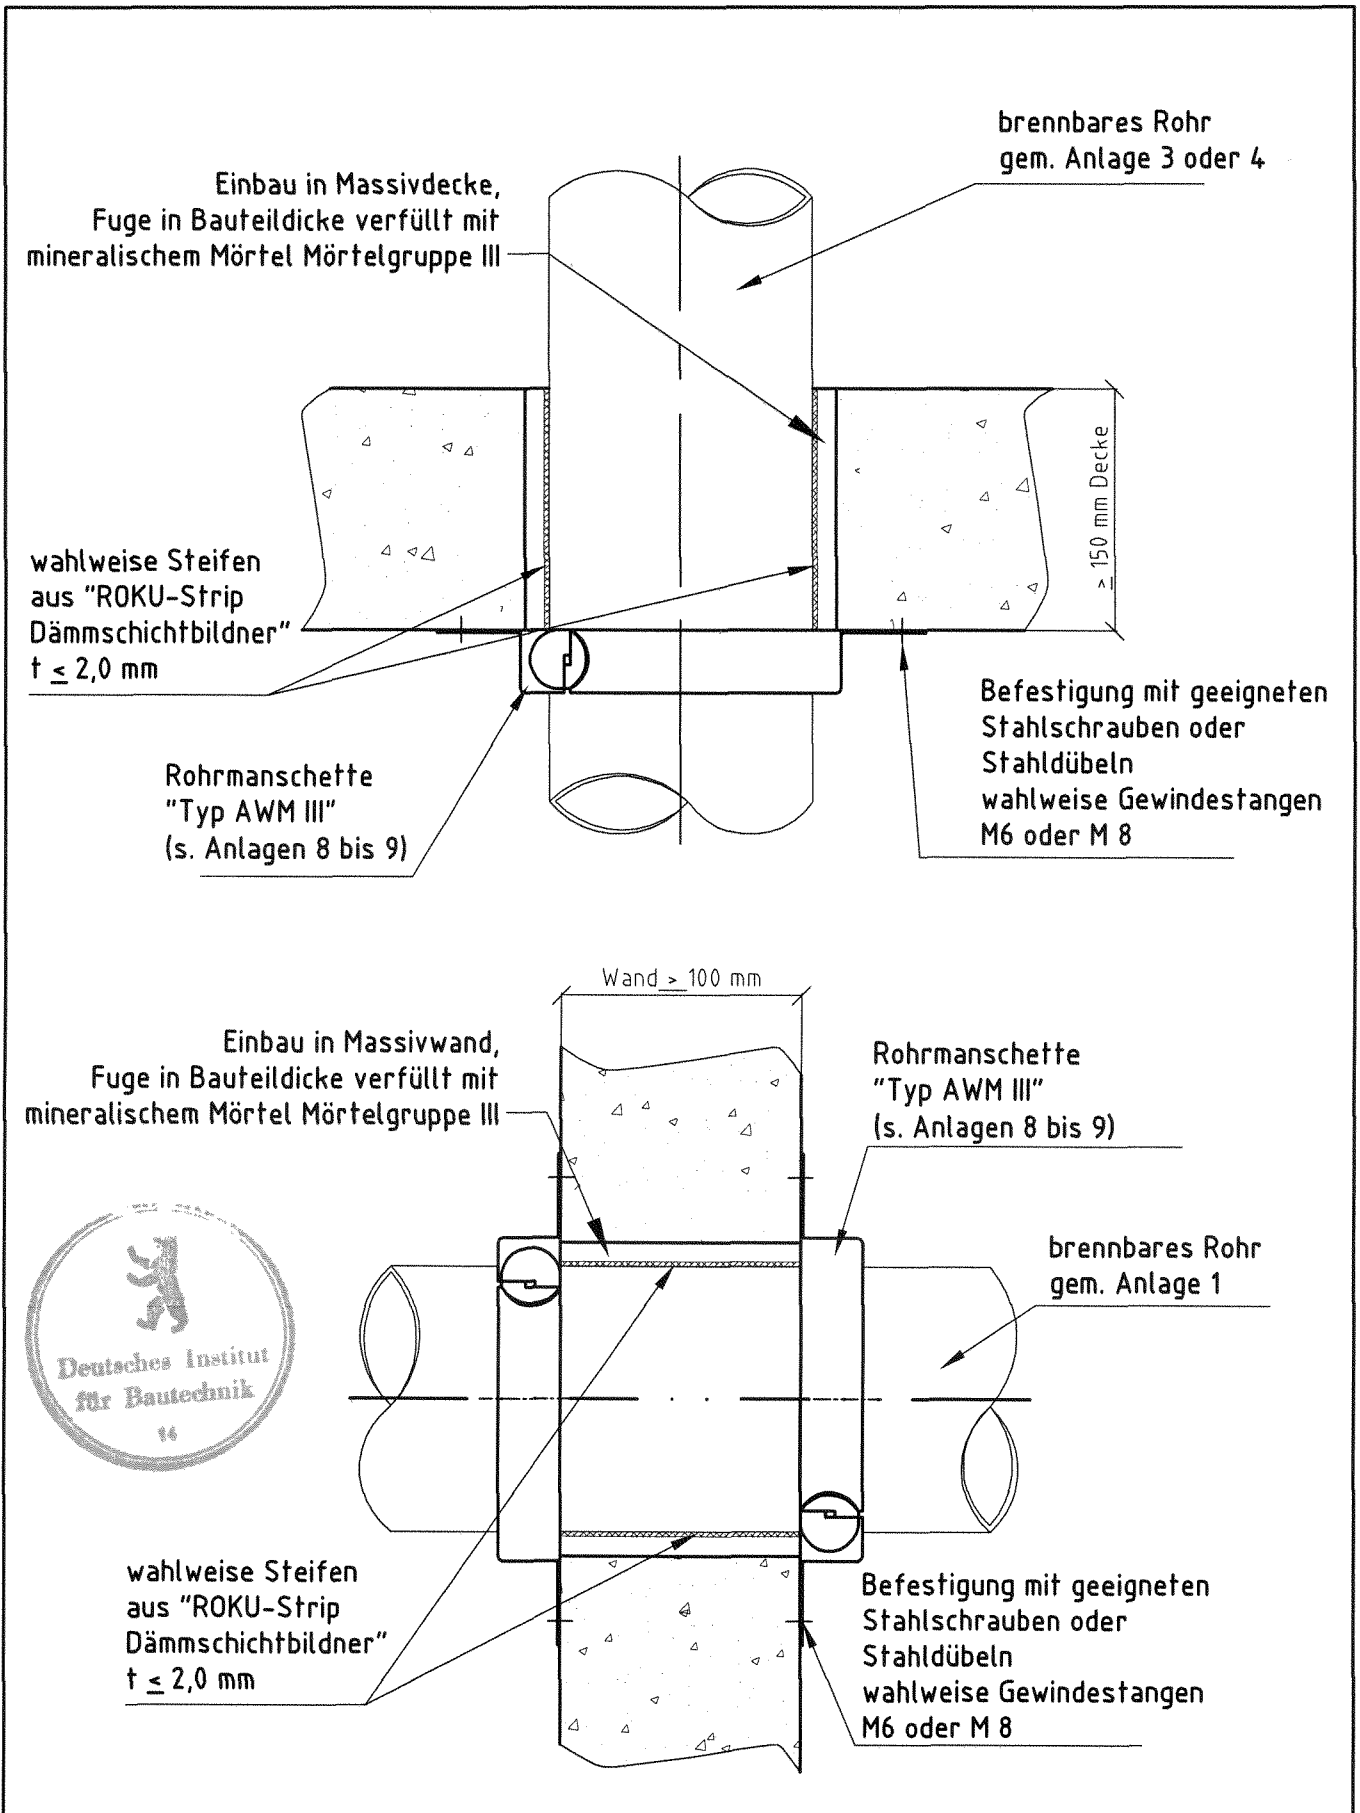 brennbares Rohr
gem. Anlage 3 oder 4
Einbau in Massivdecke,
Fuge in Bauteildicke verfüllt mit
mineralischem Mörtel Mörtelgruppe III
≥ 150 mm Decke
wahlweise Steifen
aus "ROKU-Strip
Dämmschichtbildner"
t ≤ 2,0 mm
Befestigung mit geeigneten
Stahlschrauben oder
Stahldübeln
wahlweise Gewindestangen
M6 oder M 8
Rohrmanschette
"Typ AWM III"
(s. Anlagen 8 bis 9)
Wand ≥ 100 mm
Einbau in Massivwand,
Fuge in Bauteildicke verfüllt mit
mineralischem Mörtel Mörtelgruppe III
Rohrmanschette
"Typ AWM III"
(s. Anlagen 8 bis 9)
brennbares Rohr
gem. Anlage 1
Deutsches Institut
für Bautechnik
14
wahlweise Steifen
aus "ROKU-Strip
Dämmschichtbildner"
t ≤ 2,0 mm
Befestigung mit geeigneten
Stahlschrauben oder
Stahldübeln
wahlweise Gewindestangen
M6 oder M 8